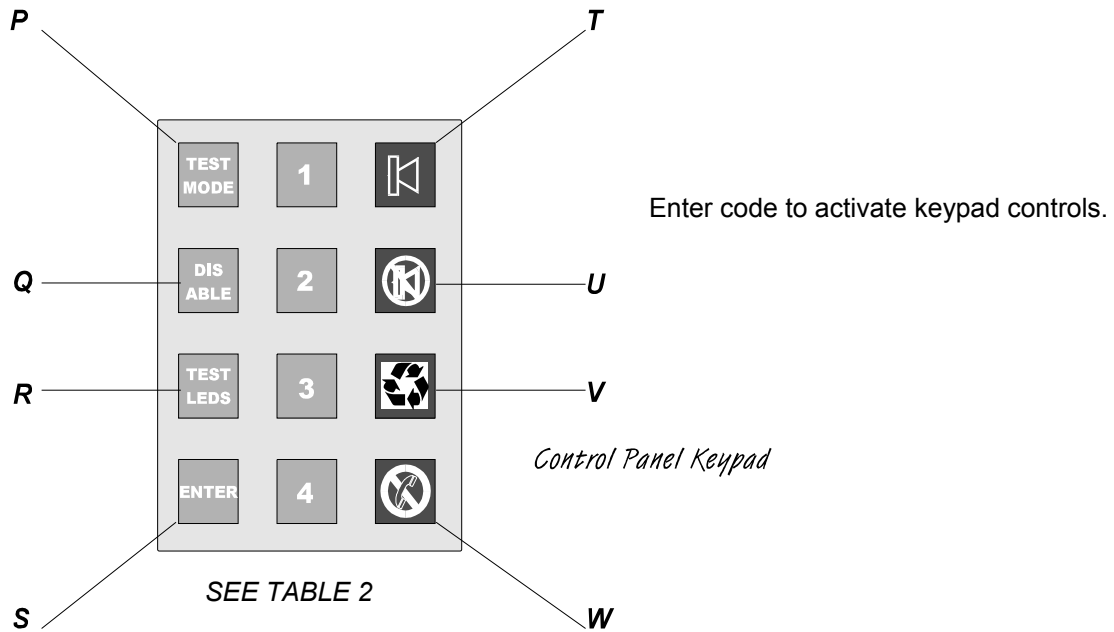 P
T
TEST
MODE
1
Enter code to activate keypad controls.
Q
DIS
ABLE
2
U
R
TEST
LEDS
3
V
Control Panel Keypad
ENTER
4
SEE TABLE 2
S
W